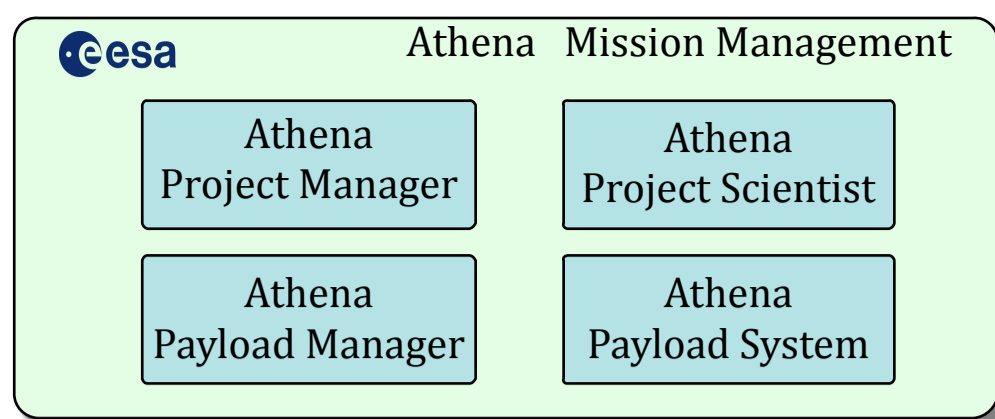 esa
Athena Mission Management
Athena
Project Manager
Athena
Project Scientist
Athena
Payload Manager
Athena
Payload System